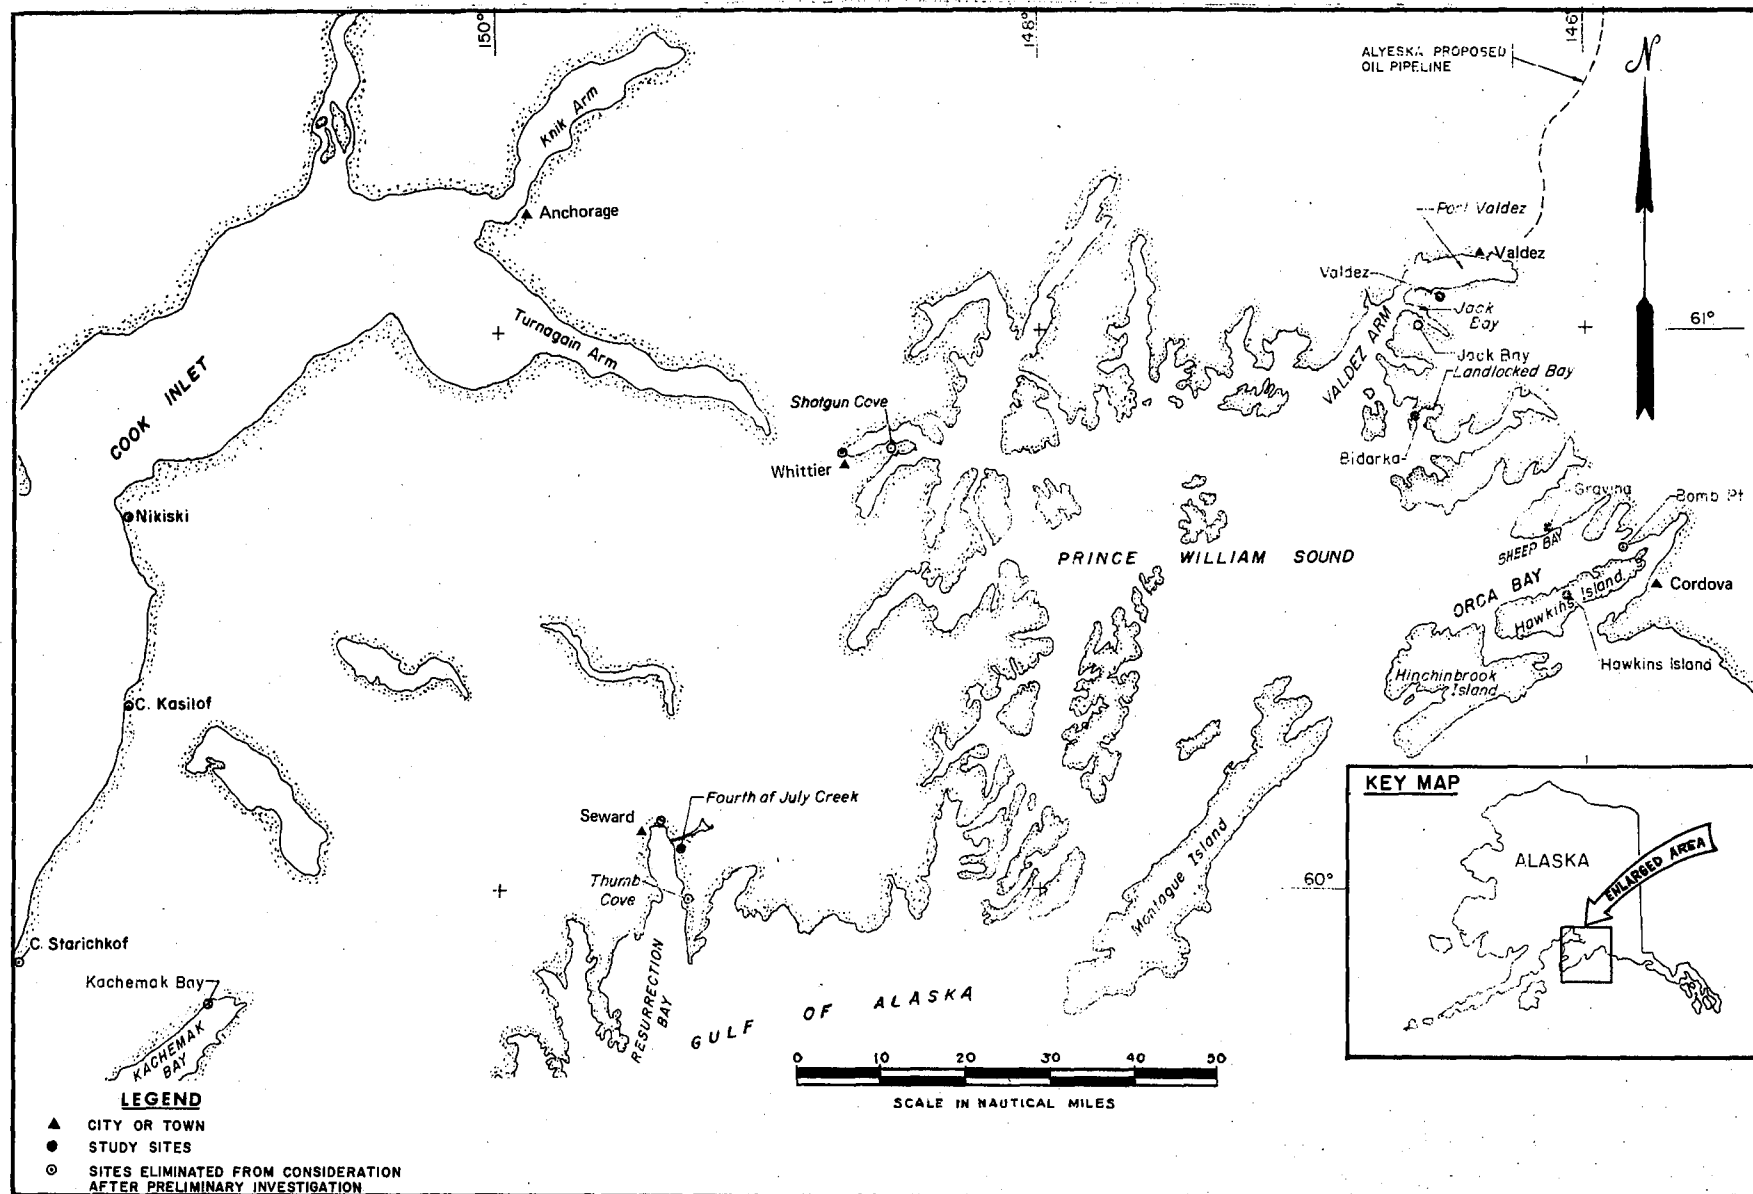 150°
148°
146°
ALYESKA PROPOSED
OIL PIPELINE
N
Knik Arm
Anchorage
Port Valdez
Valdez
Valdez
Jack
Bay
61°
Turnagain Arm
VALDEZ ARM
Jack Bay
Landlocked Bay
COOK INLET
Shotgun Cove
Whittier
Bidarka
Gravina
Bomb Pt
Nikiski
PRINCE WILLIAM SOUND
SHEEP BAY
ORCA BAY
Hawkins Island
Cordova
Hawkins Island
Hinchinbrook
Island
C. Kasilof
KEY MAP
ALASKA
ENLARGED AREA
Seward
Fourth of July Creek
Thumb
Cove
60°
Montague Island
C. Starichkof
Kachemak Bay
KACHEMAK
BAY
RESURRECTION
BAY
GULF OF ALASKA
0 10 20 30 40 50
SCALE IN NAUTICAL MILES
LEGEND
CITY OR TOWN
STUDY SITES
SITES ELIMINATED FROM CONSIDERATION
AFTER PRELIMINARY INVESTIGATION